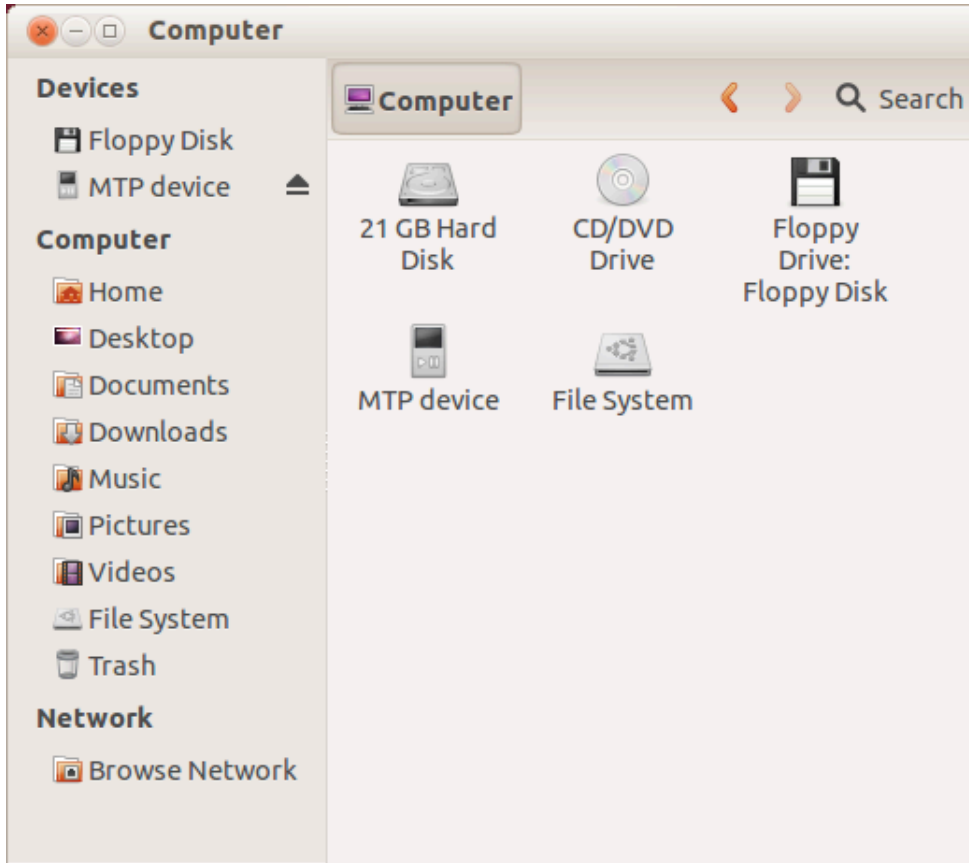 Computer
Devices
Floppy Disk
MTP device
Computer
Home
Desktop
Documents
Downloads
Music
Pictures
Videos
File System
Trash
Network
Browse Network
Computer
Search
21 GB Hard
Disk
CD/DVD
Drive
Floppy
Drive:
Floppy Disk
MTP device
File System